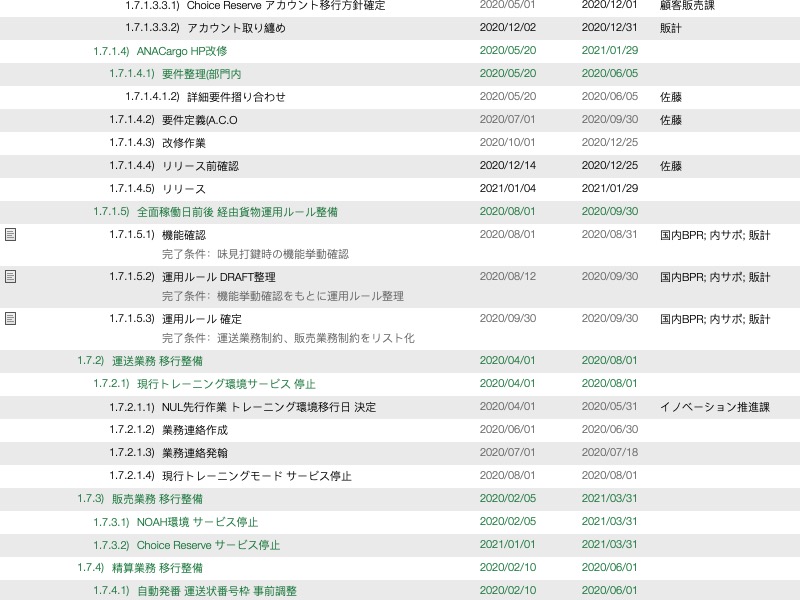 1.7.1.3.3.1) Choice Reserve アカウント移行方針確定 2020/05/01 2020/12/01 顧客販売課
1.7.1.3.3.2) アカウント取り纏め 2020/12/02 2020/12/31 販計
1.7.1.4) ANACargo HP改修 2020/05/20 2021/01/29
1.7.1.4.1) 要件整理(部門内 2020/05/20 2020/06/05
1.7.1.4.1.2) 詳細要件摺り合わせ 2020/05/20 2020/06/05 佐藤
1.7.1.4.2) 要件定義(A.C.O 2020/07/01 2020/09/30 佐藤
1.7.1.4.3) 改修作業 2020/10/01 2020/12/25
1.7.1.4.4) リリース前確認 2020/12/14 2020/12/25 佐藤
1.7.1.4.5) リリース 2021/01/04 2021/01/29
1.7.1.5) 全面稼働日前後 経由貨物運用ルール整備 2020/08/01 2020/09/30
1.7.1.5.1) 機能確認 2020/08/01 2020/08/31 国内BPR; 内サポ; 販計
完了条件：味見打鍵時の機能挙動確認
1.7.1.5.2) 運用ルール DRAFT整理 2020/08/12 2020/09/30 国内BPR; 内サポ; 販計
完了条件：機能挙動確認をもとに運用ルール整理
1.7.1.5.3) 運用ルール 確定 2020/09/30 2020/09/30 国内BPR; 内サポ; 販計
完了条件：運送業務制約、販売業務制約をリスト化
1.7.2) 運送業務 移行整備 2020/04/01 2020/08/01
1.7.2.1) 現行トレーニング環境サービス 停止 2020/04/01 2020/08/01
1.7.2.1.1) NUL先行作業 トレーニング環境移行日 決定 2020/04/01 2020/05/31 イノベーション推進課
1.7.2.1.2) 業務連絡作成 2020/06/01 2020/06/30
1.7.2.1.3) 業務連絡発翰 2020/07/01 2020/07/18
1.7.2.1.4) 現行トレーニングモード サービス停止 2020/08/01 2020/08/01
1.7.3) 販売業務 移行整備 2020/02/05 2021/03/31
1.7.3.1) NOAH環境 サービス停止 2020/02/05 2021/03/31
1.7.3.2) Choice Reserve サービス停止 2021/01/01 2021/03/31
1.7.4) 精算業務 移行整備 2020/02/10 2020/06/01
1.7.4.1) 自動発番 運送状番号枠 事前調整 2020/02/10 2020/06/01